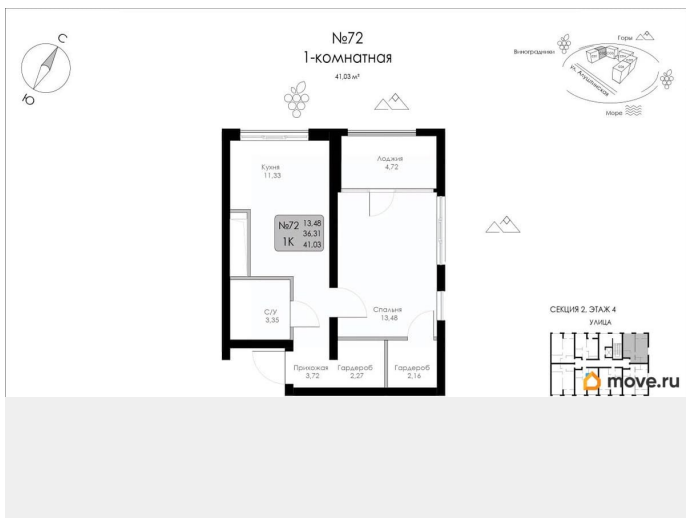 С
Ю
№72
1-комнатная
41,03 м²
Горы
Виноградники
ул. Алуштинская
Море
Кухня
11,33
Лоджия
4,72
№72 13.48
36.31
1К 41.03
С/У
3,35
Спальня
13,48
Прихожая
3,72
Гардероб
2,27
Гардероб
2,16
СЕКЦИЯ 2, ЭТАЖ 4
УЛИЦА
move.ru